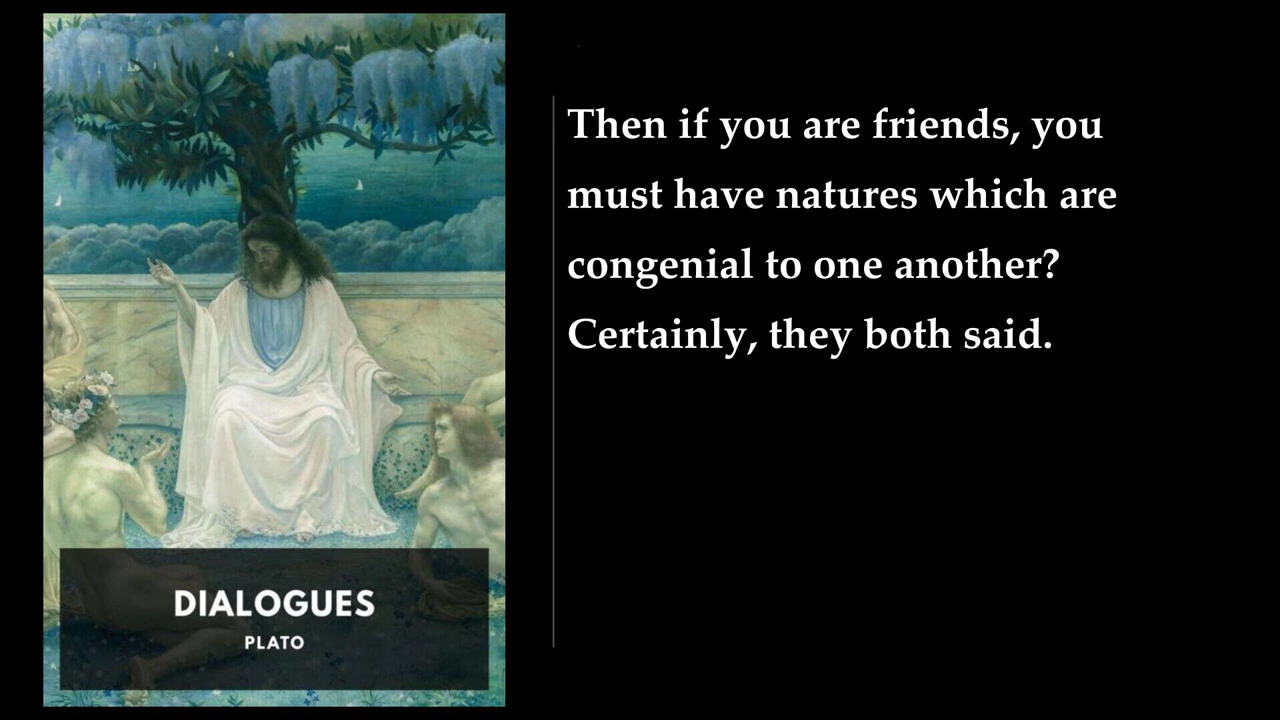 Then if you are friends, you
must have natures which are
congenial to one another?
Certainly, they both said.
DIALOGUES
PLATO